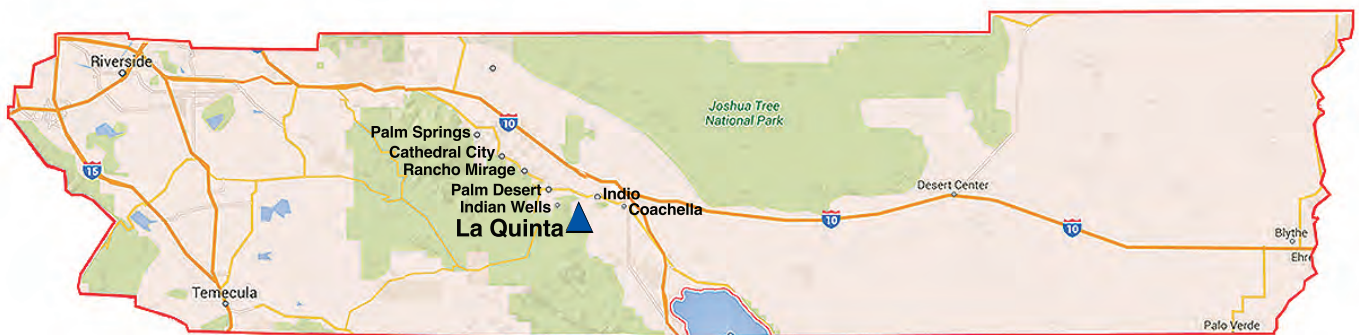 Riverside
Joshua Tree
National Park
10
Palm Springs
Cathedral City
15
Rancho Mirage
Palm Desert
Indio
Desert Center
Indian Wells
Coachella
La Quinta
10
10
Blythe
Ehre
Temecula
Palo Verde